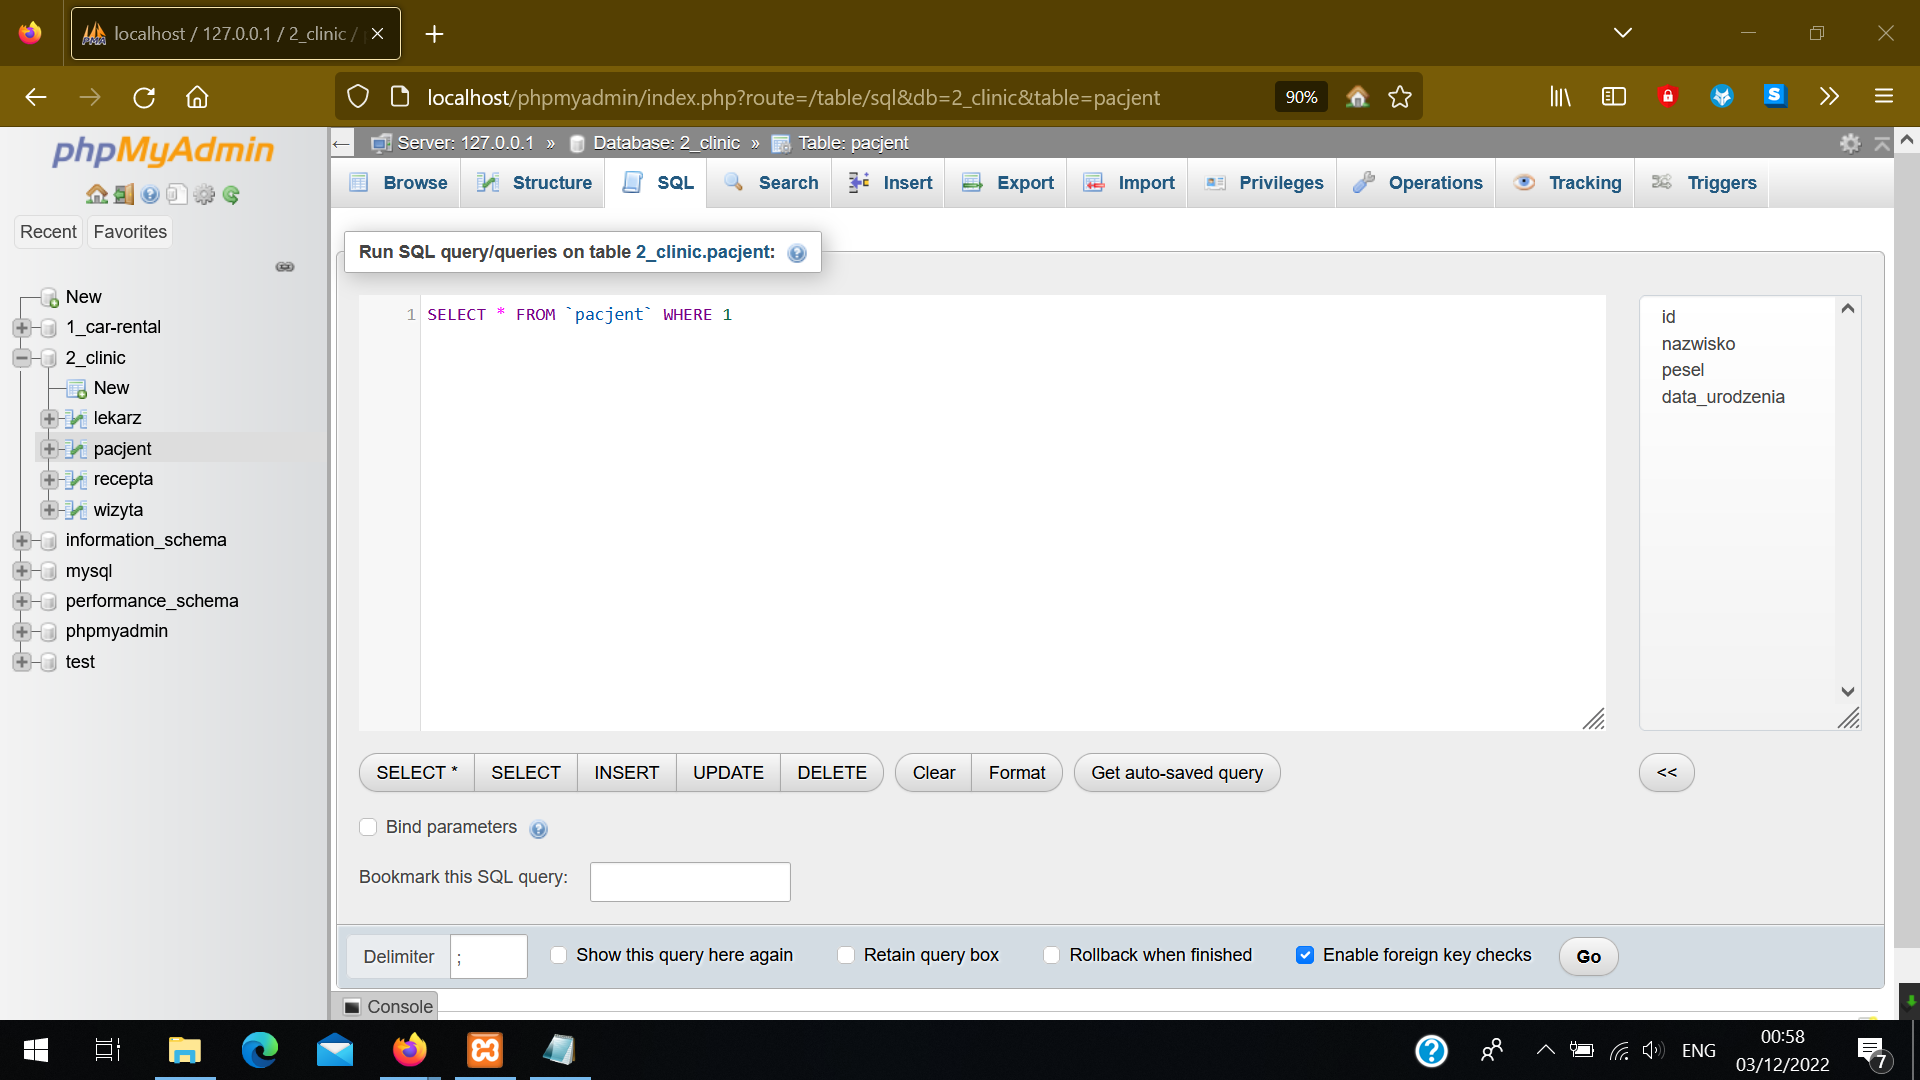 localhost / 127.0.0.1 / 2_clinic /
90%
localhost/phpmyadmin/index.php?route=/table/sql&db=2_clinic&table=pacjent
phpMyAdmin
Recent
Favorites
New
1_car-rental
2_clinic
New
lekarz
pacjent
recepta
wizyta
information_schema
mysql
performance_schema
phpmyadmin
test
Server: 127.0.0.1 » Database: 2_clinic » Table: pacjent
Browse Structure SQL Search Insert Export Import Privileges Operations Tracking Triggers
Run SQL query/queries on table 2_clinic.pacjent:
1 SELECT * FROM `pacjent` WHERE 1
id
nazwisko
pesel
data_urodzenia
SELECT * SELECT INSERT UPDATE DELETE Clear Format Get auto-saved query <<
Bind parameters
Bookmark this SQL query:
Delimiter ; Show this query here again Retain query box Rollback when finished Enable foreign key checks Go
Console
ENG
00:58
03/12/2022
7